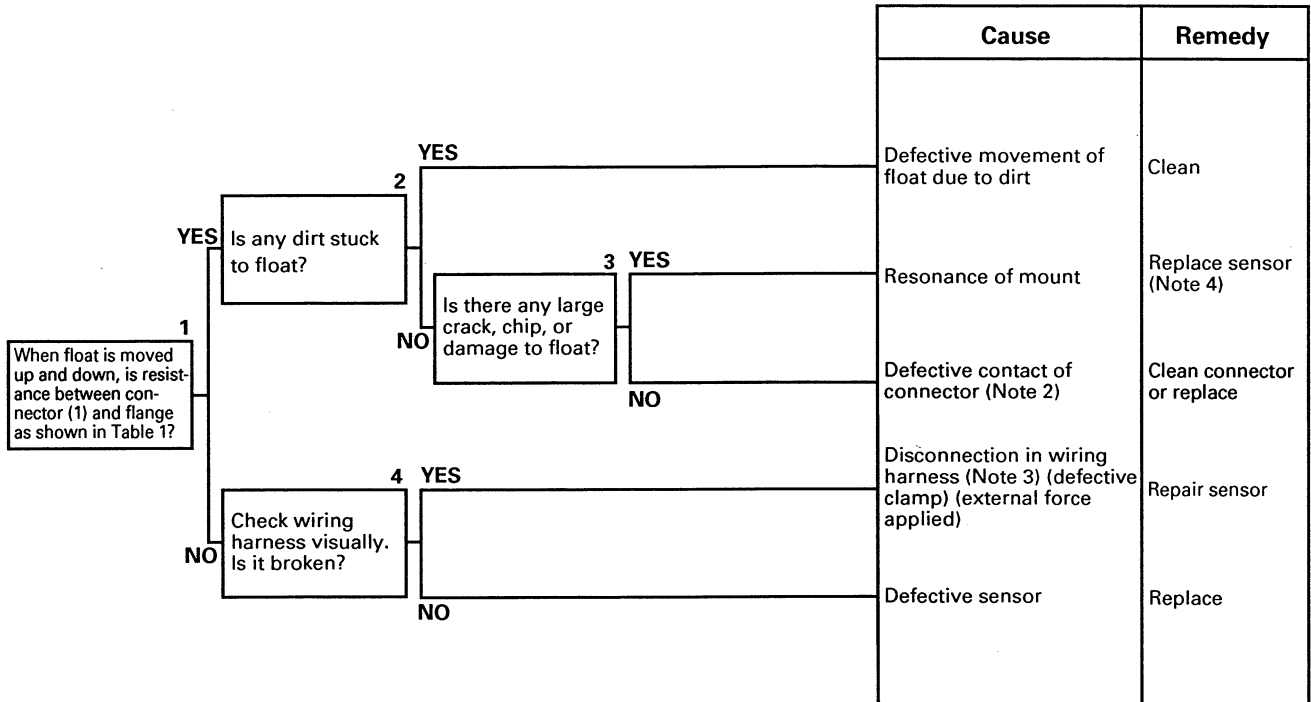 Cause
Remedy
YES
Defective movement of
float due to dirt
Clean
2
YES
Is any dirt stuck
to float?
3 YES
Resonance of mount
Replace sensor
(Note 4)
Is there any large
crack, chip, or
damage to float?
NO
1
When float is moved
up and down, is resist-
ance between con-
nector (1) and flange
as shown in Table 1?
NO
Defective contact of
connector (Note 2)
Clean connector
or replace
4 YES
Disconnection in wiring
harness (Note 3) (defective
clamp) (external force
applied)
Repair sensor
Check wiring
harness visually.
Is it broken?
NO
NO
Defective sensor
Replace